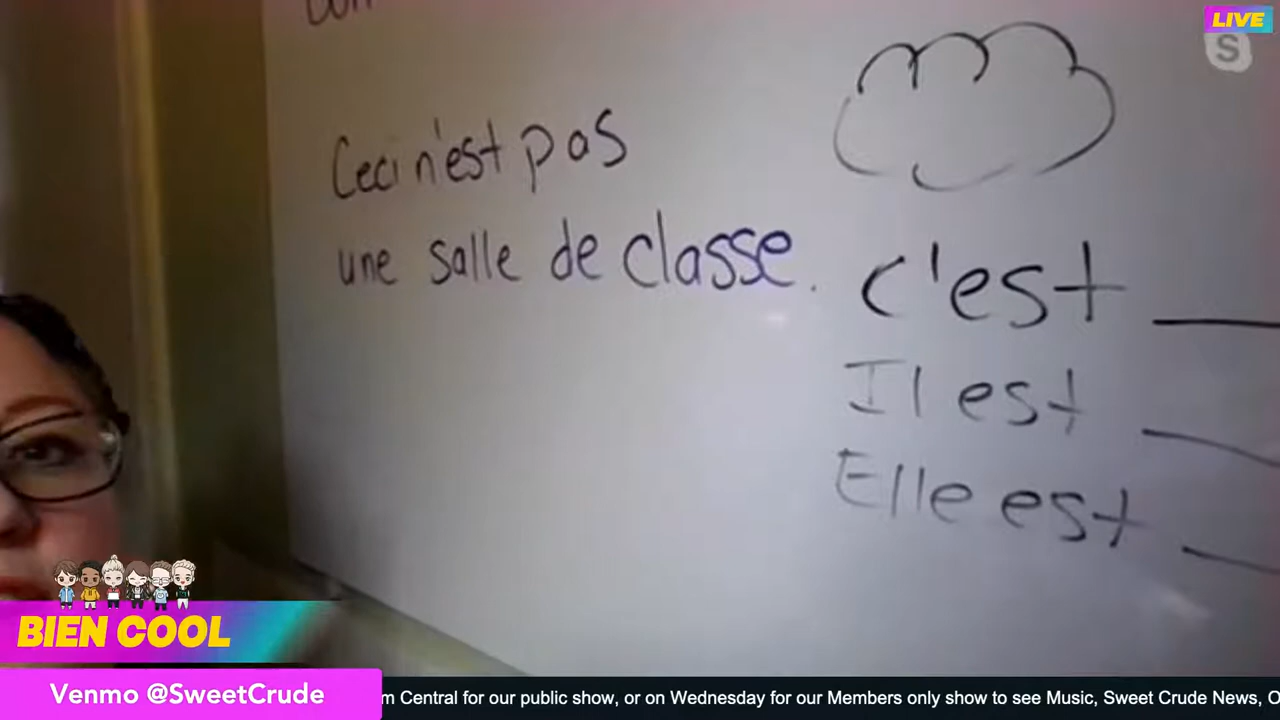 LIVE
S
Ceci n'est pas
une salle de classe.
c'est
Il est
Elle est
BIEN COOL
Venmo @SweetCrude
m Central for our public show, or on Wednesday for our Members only show to see Music, Sweet Crude News,